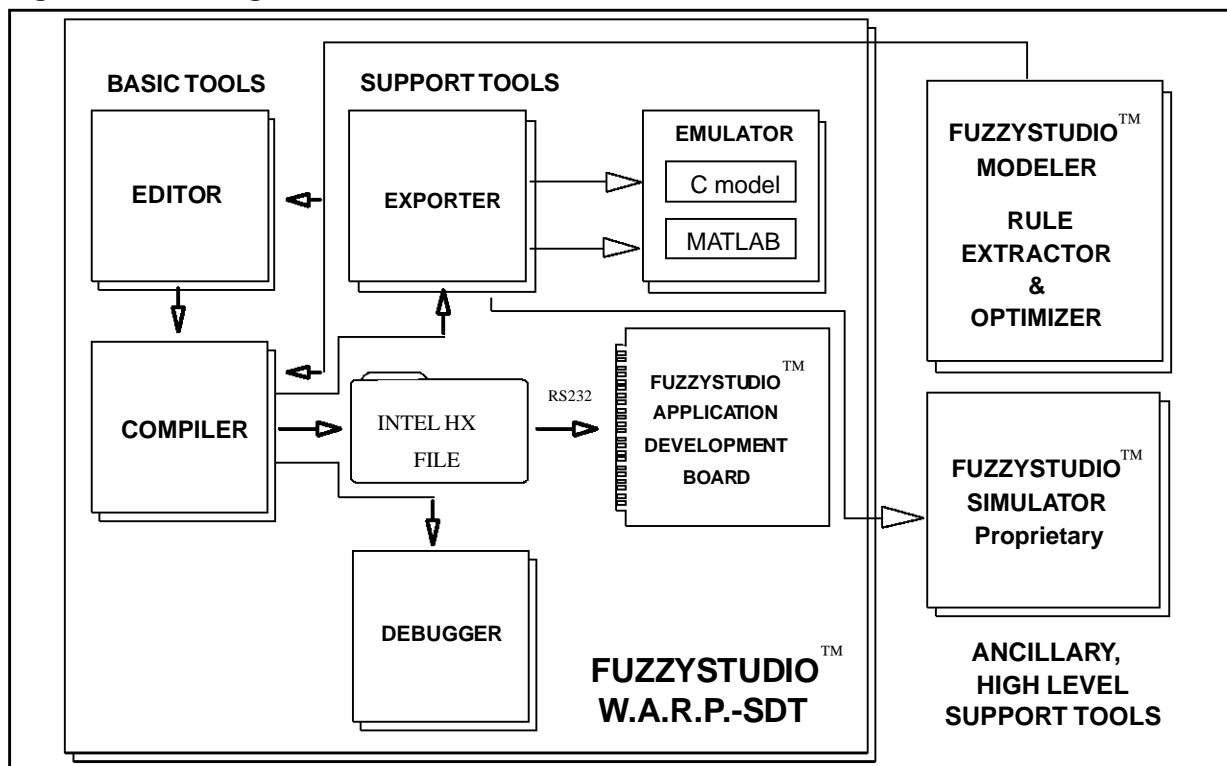 BASIC TOOLS
SUPPORT TOOLS
EDITOR
EXPORTER
EMULATOR
C model
MATLAB
FUZZYSTUDIO™
MODELER
RULE
EXTRACTOR
&
OPTIMIZER
COMPILER
INTEL HX
FILE
RS232
FUZZYSTUDIO™
APPLICATION
DEVELOPMENT
BOARD
FUZZYSTUDIO™
SIMULATOR
Proprietary
DEBUGGER
FUZZYSTUDIO™
W.A.R.P.-SDT
ANCILLARY,
HIGH LEVEL
SUPPORT TOOLS